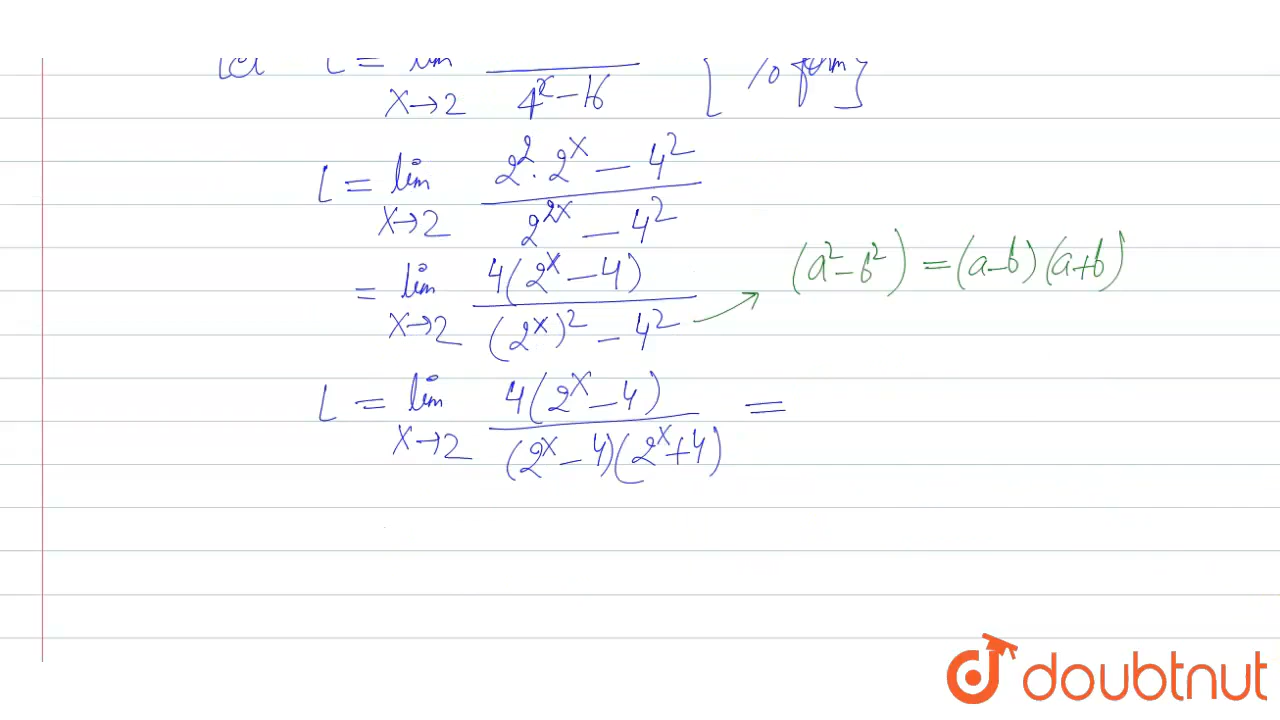 L = lim
x→2 4^x − 16 [ /0 form]
L = lim x→2 (2^2 · 2^x − 4^2) / (2^{2x} − 4^2)
= lim x→2 4(2^x − 4) / ((2^x)^2 − 4^2) → (a^2 − b^2) = (a−b)(a+b)
L = lim x→2 4(2^x − 4) / ((2^x − 4)(2^x + 4)) =
doubtnut